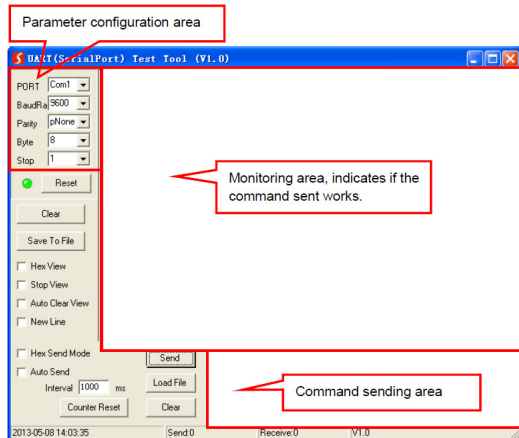 Parameter configuration area
UART(SerialPort) Test Tool (V1.0)
PORT Com1
BaudRa 9600
Parity pNone
Byte 8
Stop 1
Reset
Monitoring area, indicates if the
command sent works.
Clear
Save To File
Hex View
Stop View
Auto Clear View
New Line
Hex Send Mode
Send
Auto Send
Interval 1000 ms
Load File
Command sending area
Counter Reset
Clear
2013-05-08 14:03:35 Send:0 Receive:0 V1.0